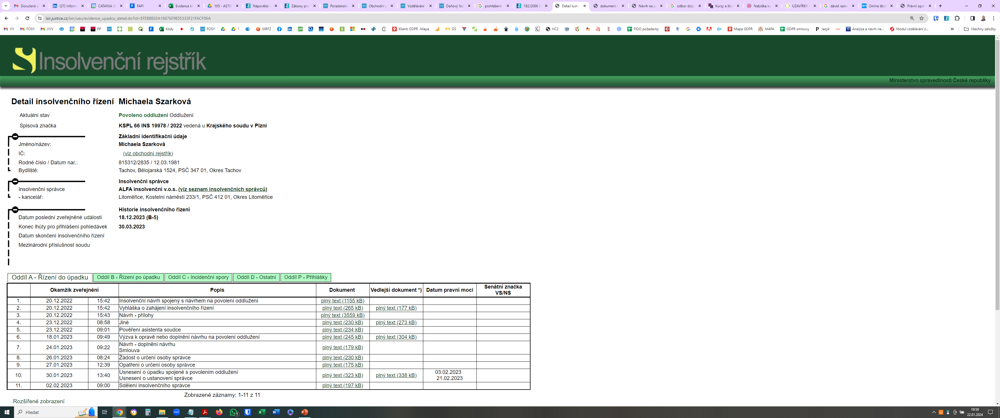 Doručená p
(27) Inform
CATANIA G
FAPI
Evidence kó
105 - ASTE
Nápověda
Zákony pro
Poradenské
Obchodní p
Vzdělávání
Daňový řád
prohlášené
182/2006 S
Detail lustr
dokument.
Návrh na p
odbor dopr
Kurzy a ško
Nabídka ku
UZAVÍRKY
dávid rado
Online škol
Právní opat
isir.justice.cz/isir/ueu/evidence_upadcu_detail.do?id=EFEBBE63A18676F9E05333F21FACF06A
VV
FOSY
VVV
PP
Kódy
FOSY
1
MRFZ
Klienti GDPR -Mapa
DS
HC2
FIDO požadavky
Mapa GDPR
MAPA
GDPR smlouvy
Jazyk
Analýza a návrh na...
Modul vzdělávání z...
Všechny záložky
Insolvenční rejstřík
Ministerstvo spravedlnosti České republiky
Detail insolvenčního řízení Michaela Szarková
Aktuální stav Povoleno oddlužení Oddlužení
Spisová značka KSPL 66 INS 19978 / 2022 vedená u Krajského soudu v Plzni
Základní identifikační údaje
Jméno/název: Michaela Szarková
IČ: (viz obchodní rejstřík)
Rodné číslo / Datum nar.: 815312/2835 / 12.03.1981
Bydliště: Tachov, Bělojarská 1524, PSČ 347 01, Okres Tachov
Insolvenční správce
Insolvenční správce ALFA insolvenční v.o.s. (viz seznam insolvenčních správců)
- kancelář: Litoměřice, Kostelní náměstí 233/1, PSČ 412 01, Okres Litoměřice
Historie insolvenčního řízení
Datum poslední zveřejněné události 18.12.2023 (B-5)
Konec lhůty pro přihlášení pohledávek 30.03.2023
Datum skončení insolvenčního řízení
Mezinárodní příslušnost soudu
Oddíl A - Řízení do úpadku Oddíl B - Řízení po úpadku Oddíl C - Incidenční spory Oddíl D - Ostatní Oddíl P - Přihlášky
Okamžik zveřejnění Popis Dokument Vedlejší dokument *) Datum pravní moci Senátní značka
VS/NS
1. 20.12.2022 15:42 Insolvenční návrh spojený s návrhem na povolení oddlužení plný text (1155 kB)
2. 20.12.2022 15:42 Vyhláška o zahájení insolvenčního řízení plný text (265 kB) plný text (177 kB)
3. 20.12.2022 15:43 Návrh - přílohy plný text (3559 kB)
4. 23.12.2022 08:58 Jiné plný text (230 kB) plný text (273 kB)
5. 23.12.2022 09:01 Pověření asistenta soudce plný text (234 kB)
6. 18.01.2023 09:49 Výzva k opravě nebo doplnění návrhu na povolení oddlužení plný text (245 kB) plný text (304 kB)
7. 24.01.2023 09:22 Návrh - doplnění návrhu plný text (179 kB)
Smlouva
8. 26.01.2023 08:24 Žádost o určení osoby správce plný text (230 kB)
9. 27.01.2023 12:39 Opatření o určení osoby správce plný text (175 kB)
10. 30.01.2023 13:40 Usnesení o úpadku spojené s povolením oddlužení plný text (323 kB) plný text (338 kB) 03.02.2023
Usnesení o ustanovení správce 21.02.2023
11. 02.02.2023 09:00 Sdělení insolvenčního správce plný text (197 kB)
Zobrazené záznamy: 1-11 z 11
Rozšířené zobrazení
Hledat
19:59
22.01.2024